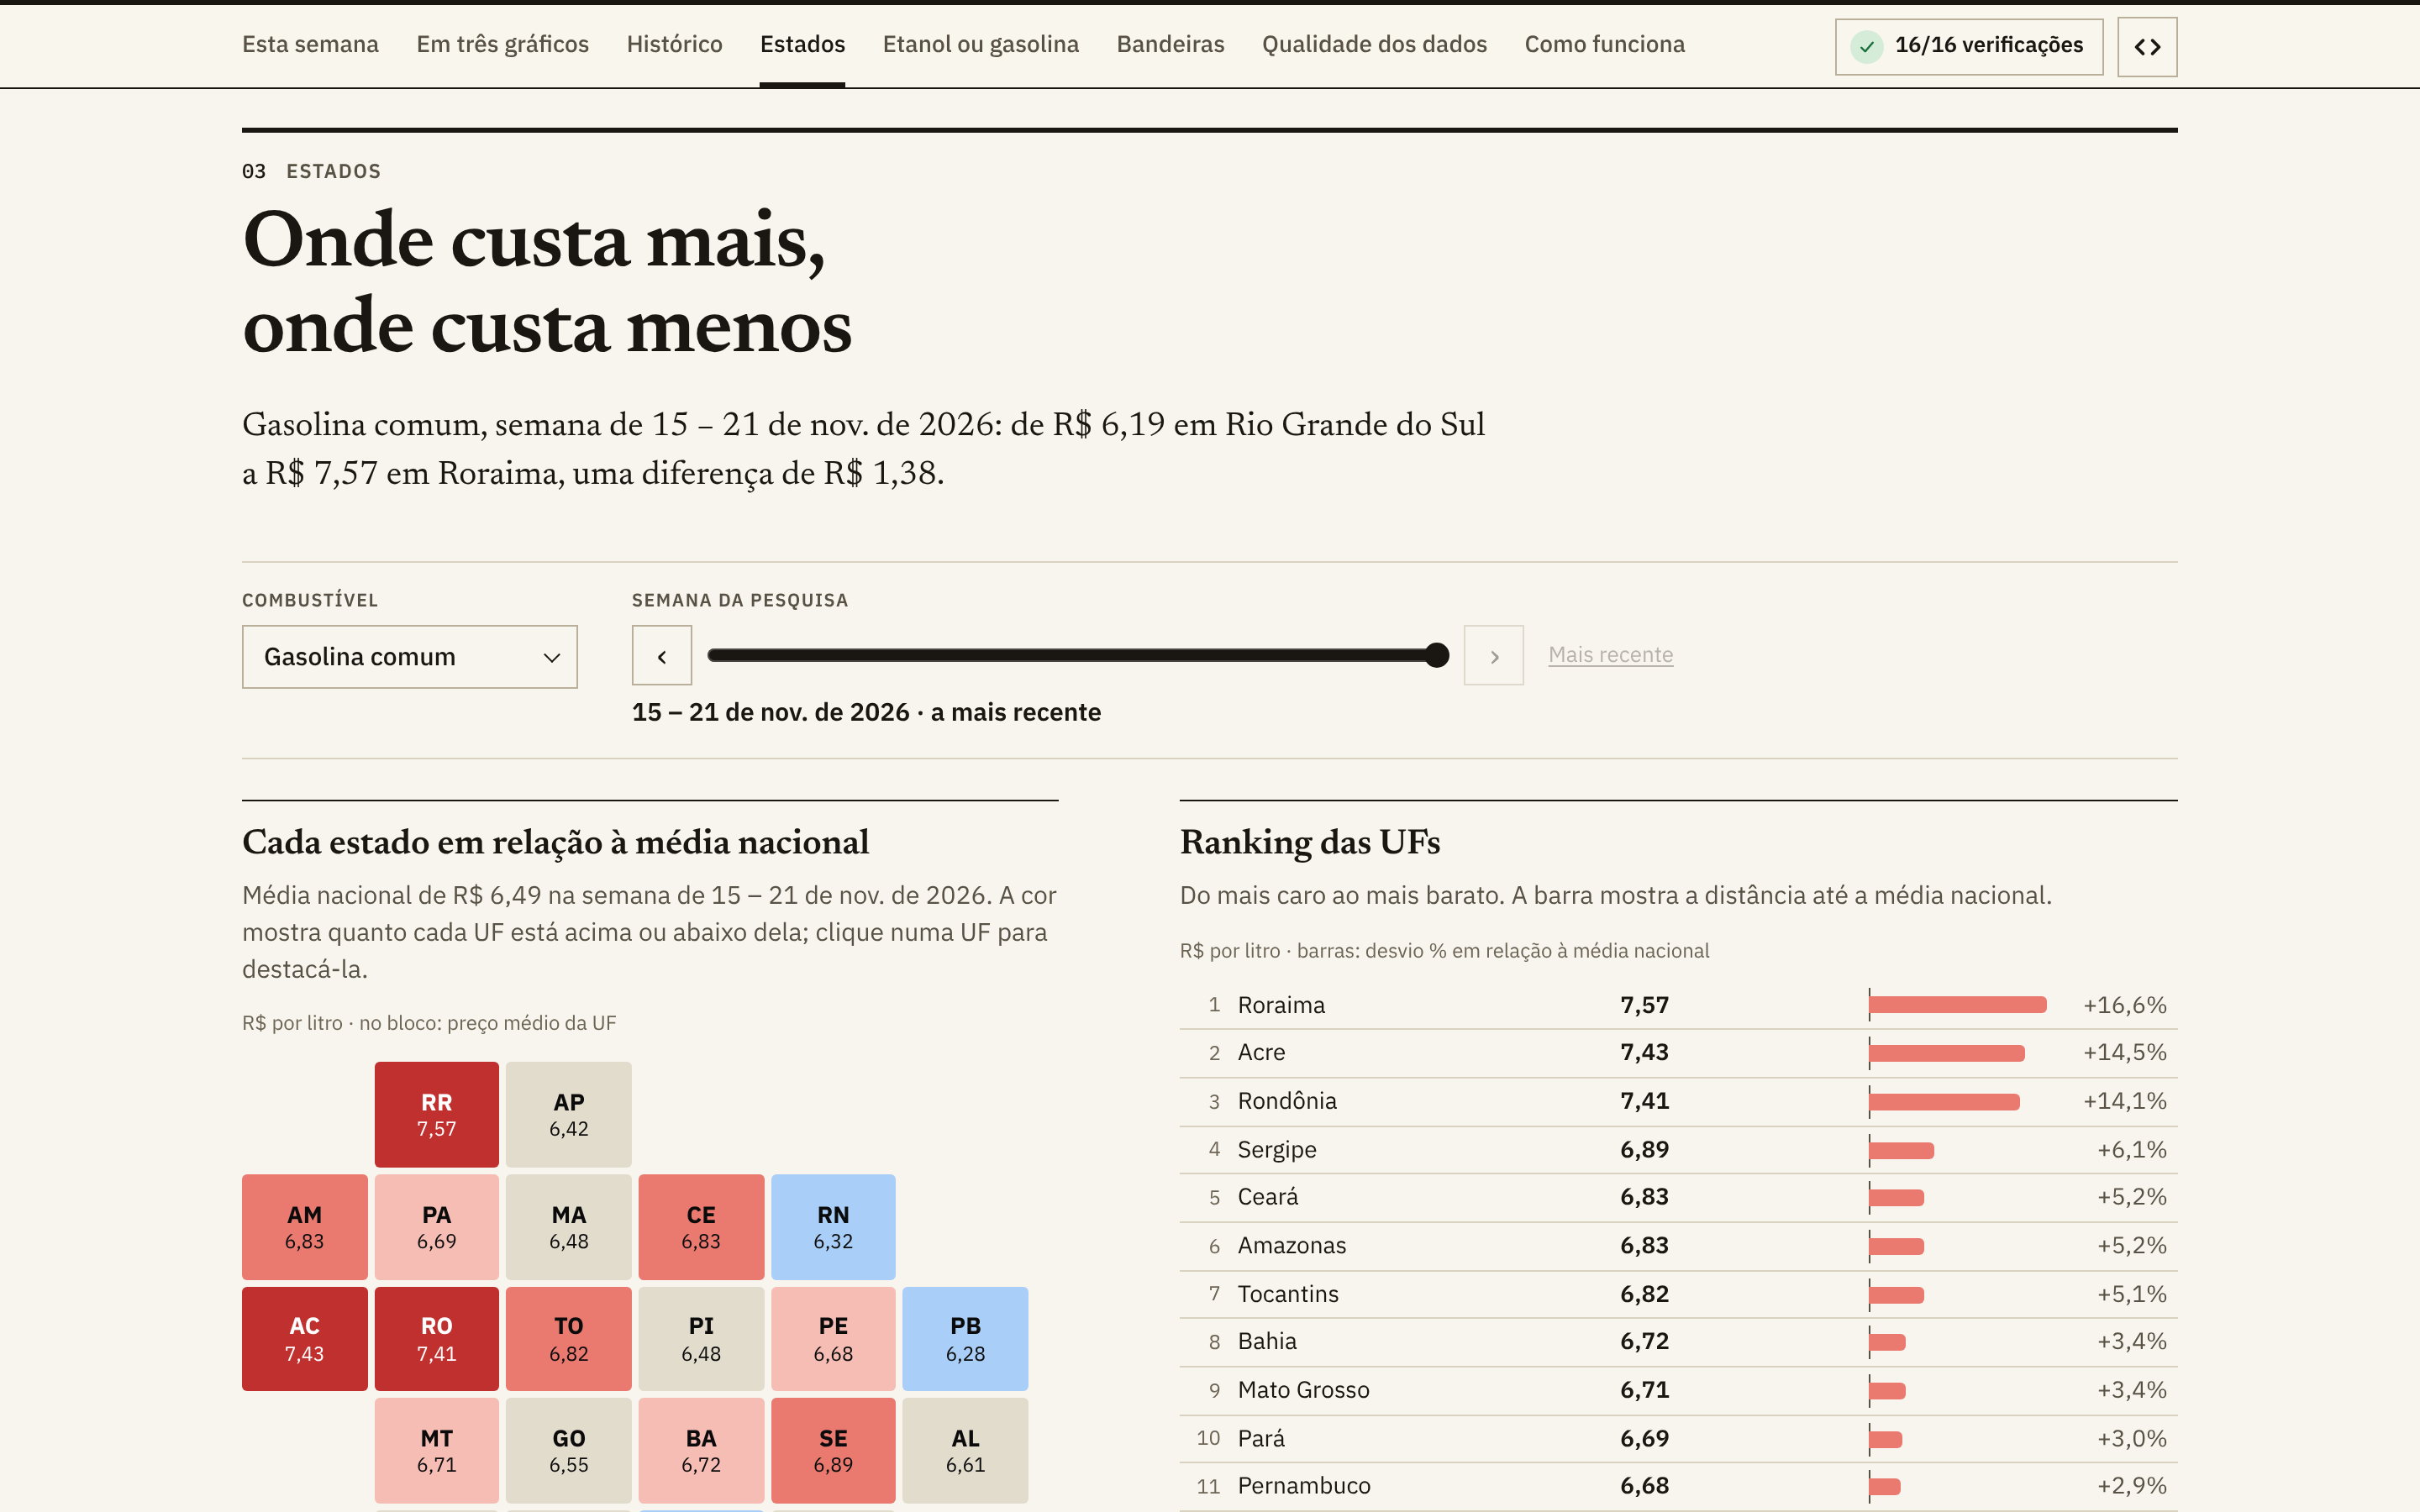 Esta semana Em três gráficos Histórico Estados Etanol ou gasolina Bandeiras Qualidade dos dados Como funciona 16/16 verificações
03 ESTADOS
Onde custa mais,
onde custa menos
Gasolina comum, semana de 15 – 21 de nov. de 2026: de R$ 6,19 em Rio Grande do Sul
a R$ 7,57 em Roraima, uma diferença de R$ 1,38.
COMBUSTÍVEL
Gasolina comum
SEMANA DA PESQUISA
Mais recente
15 – 21 de nov. de 2026 · a mais recente
Cada estado em relação à média nacional
Média nacional de R$ 6,49 na semana de 15 – 21 de nov. de 2026. A cor
mostra quanto cada UF está acima ou abaixo dela; clique numa UF para
destacá-la.
R$ por litro · no bloco: preço médio da UF
RR AP
7,57 6,42
AM PA MA CE RN
6,83 6,69 6,48 6,83 6,32
AC RO TO PI PE PB
7,43 7,41 6,82 6,48 6,68 6,28
MT GO BA SE AL
6,71 6,55 6,72 6,89 6,61
Ranking das UFs
Do mais caro ao mais barato. A barra mostra a distância até a média nacional.
R$ por litro · barras: desvio % em relação à média nacional
1 Roraima 7,57 +16,6%
2 Acre 7,43 +14,5%
3 Rondônia 7,41 +14,1%
4 Sergipe 6,89 +6,1%
5 Ceará 6,83 +5,2%
6 Amazonas 6,83 +5,2%
7 Tocantins 6,82 +5,1%
8 Bahia 6,72 +3,4%
9 Mato Grosso 6,71 +3,4%
10 Pará 6,69 +3,0%
11 Pernambuco 6,68 +2,9%